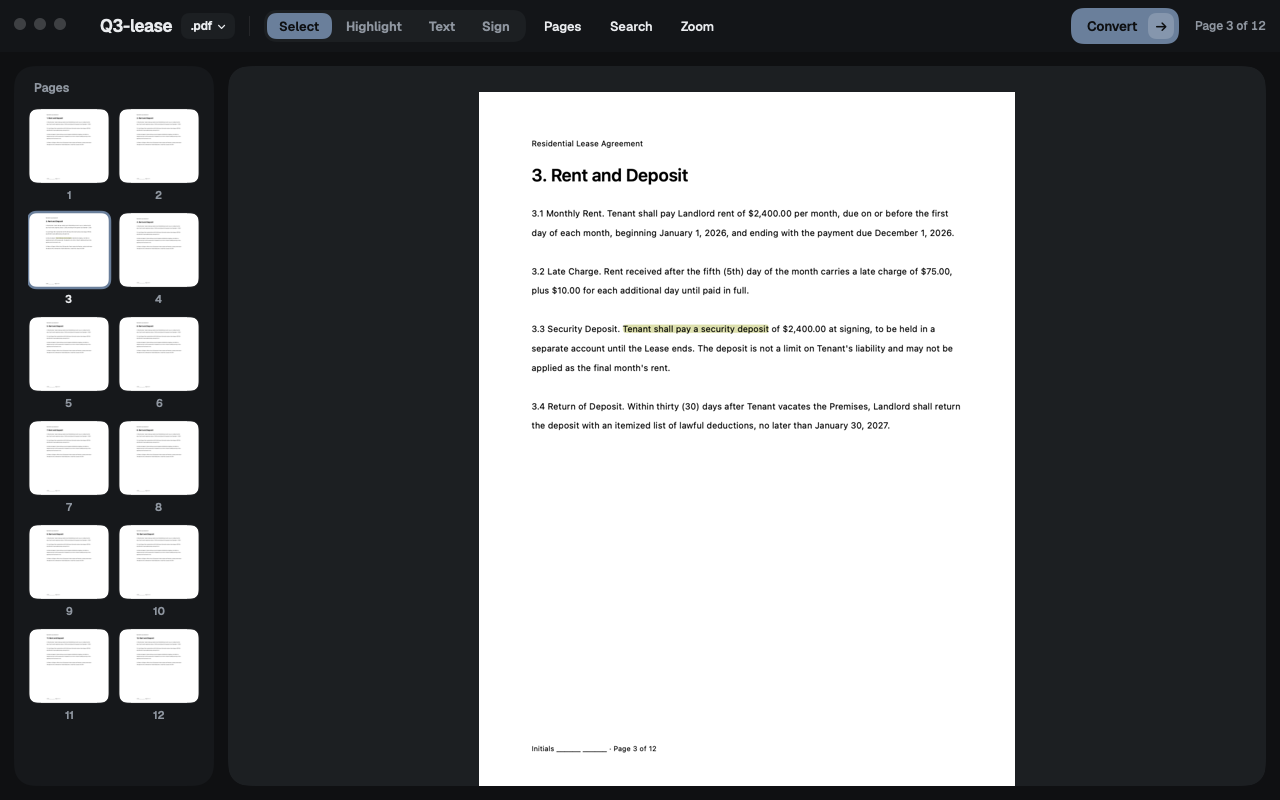 Q3-lease .pdf Select Highlight Text Sign Pages Search Zoom Convert Page 3 of 12
Pages
1 2
3 4
5 6
7 8
9 10
11 12
Residential Lease Agreement
3. Rent and Deposit
3.1 Monthly Rent. Tenant shall pay Landlord rent of $2,400.00 per month, due on or before the first
day of each month, beginning January 1, 2026, and ending with the payment due December 1, 2026.
3.2 Late Charge. Rent received after the fifth (5th) day of the month carries a late charge of $75.00,
plus $10.00 for each additional day until paid in full.
3.3 Security Deposit. Tenant shall pay a security deposit of $2,400.00 at signing, to be held in a
separate account until the Lease ends. The deposit is not a limit on Tenant's liability and may not be
applied as the final month's rent.
3.4 Return of Deposit. Within thirty (30) days after Tenant vacates the Premises, Landlord shall return
the deposit with an itemized list of lawful deductions, no later than January 30, 2027.
Initials ______ ______ · Page 3 of 12